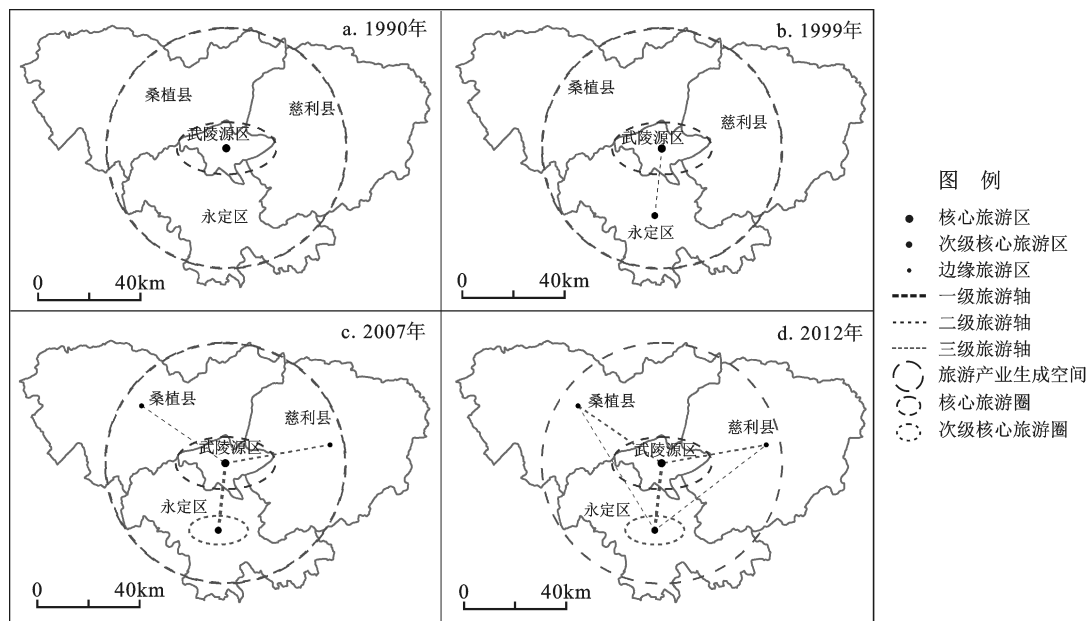 a. 1990年
桑植县
慈利县
武陵源区
永定区
0 40km
b. 1999年
桑植县
慈利县
武陵源区
永定区
0 40km
c. 2007年
桑植县
慈利县
武陵源区
永定区
0 40km
d. 2012年
桑植县
慈利县
武陵源区
永定区
0 40km
图 例
核心旅游区
次级核心旅游区
边缘旅游区
一级旅游轴
二级旅游轴
三级旅游轴
旅游产业生成空间
核心旅游圈
次级核心旅游圈